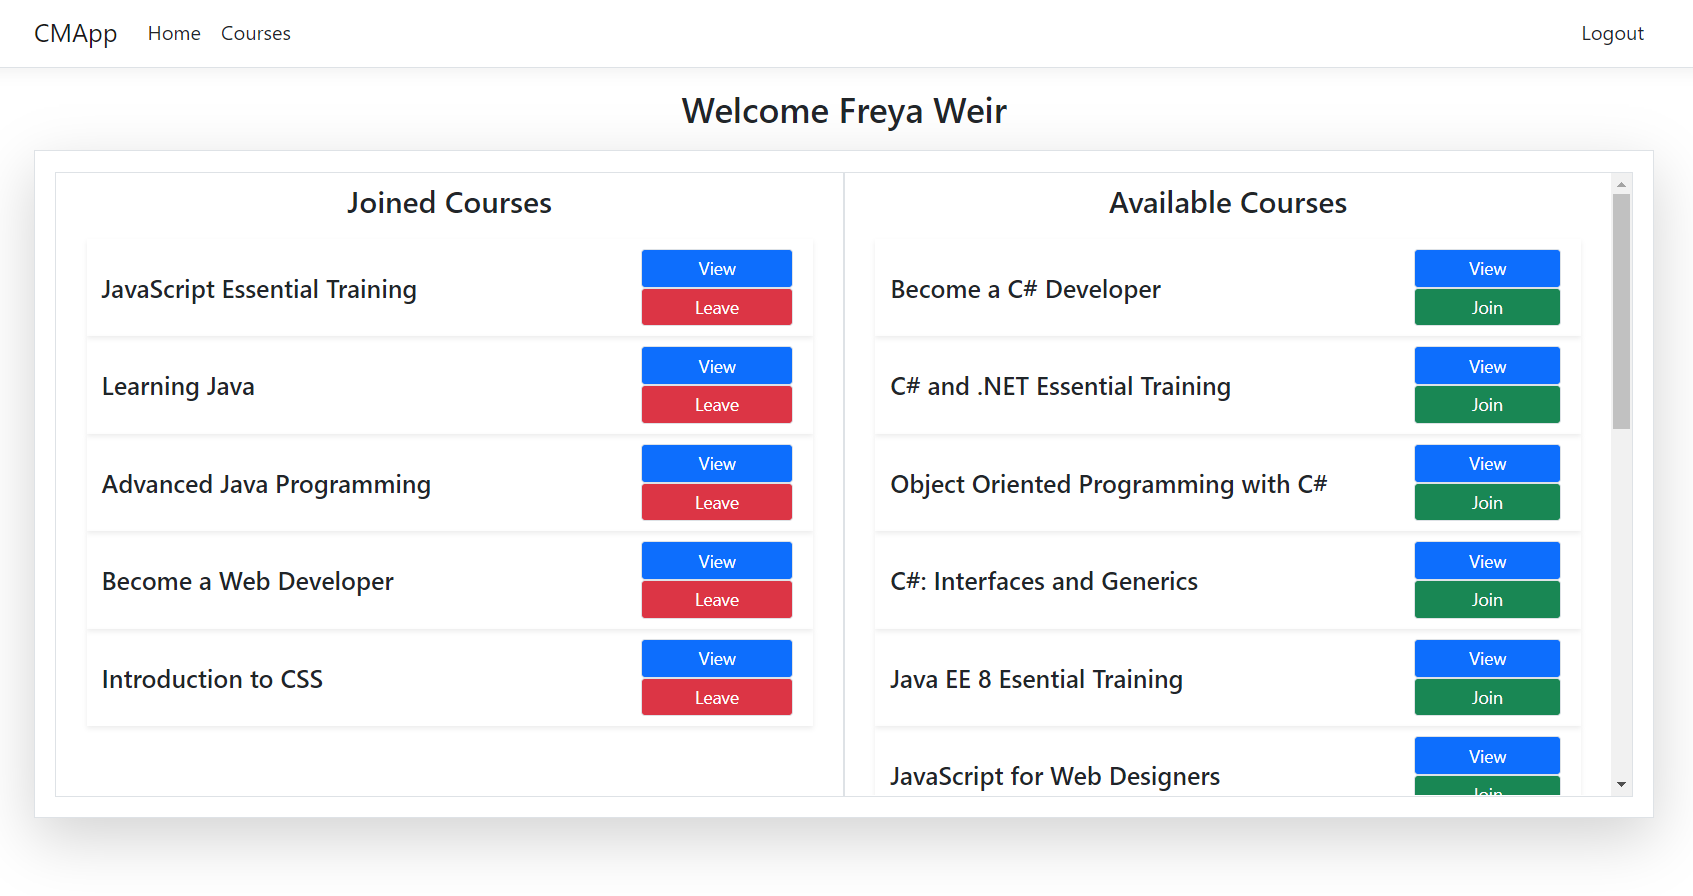 CMApp Home Courses Logout
Welcome Freya Weir
Joined Courses
JavaScript Essential Training
View
Leave
Learning Java
View
Leave
Advanced Java Programming
View
Leave
Become a Web Developer
View
Leave
Introduction to CSS
View
Leave
Available Courses
Become a C# Developer
View
Join
C# and .NET Essential Training
View
Join
Object Oriented Programming with C#
View
Join
C#: Interfaces and Generics
View
Join
Java EE 8 Esential Training
View
Join
JavaScript for Web Designers
View
Join